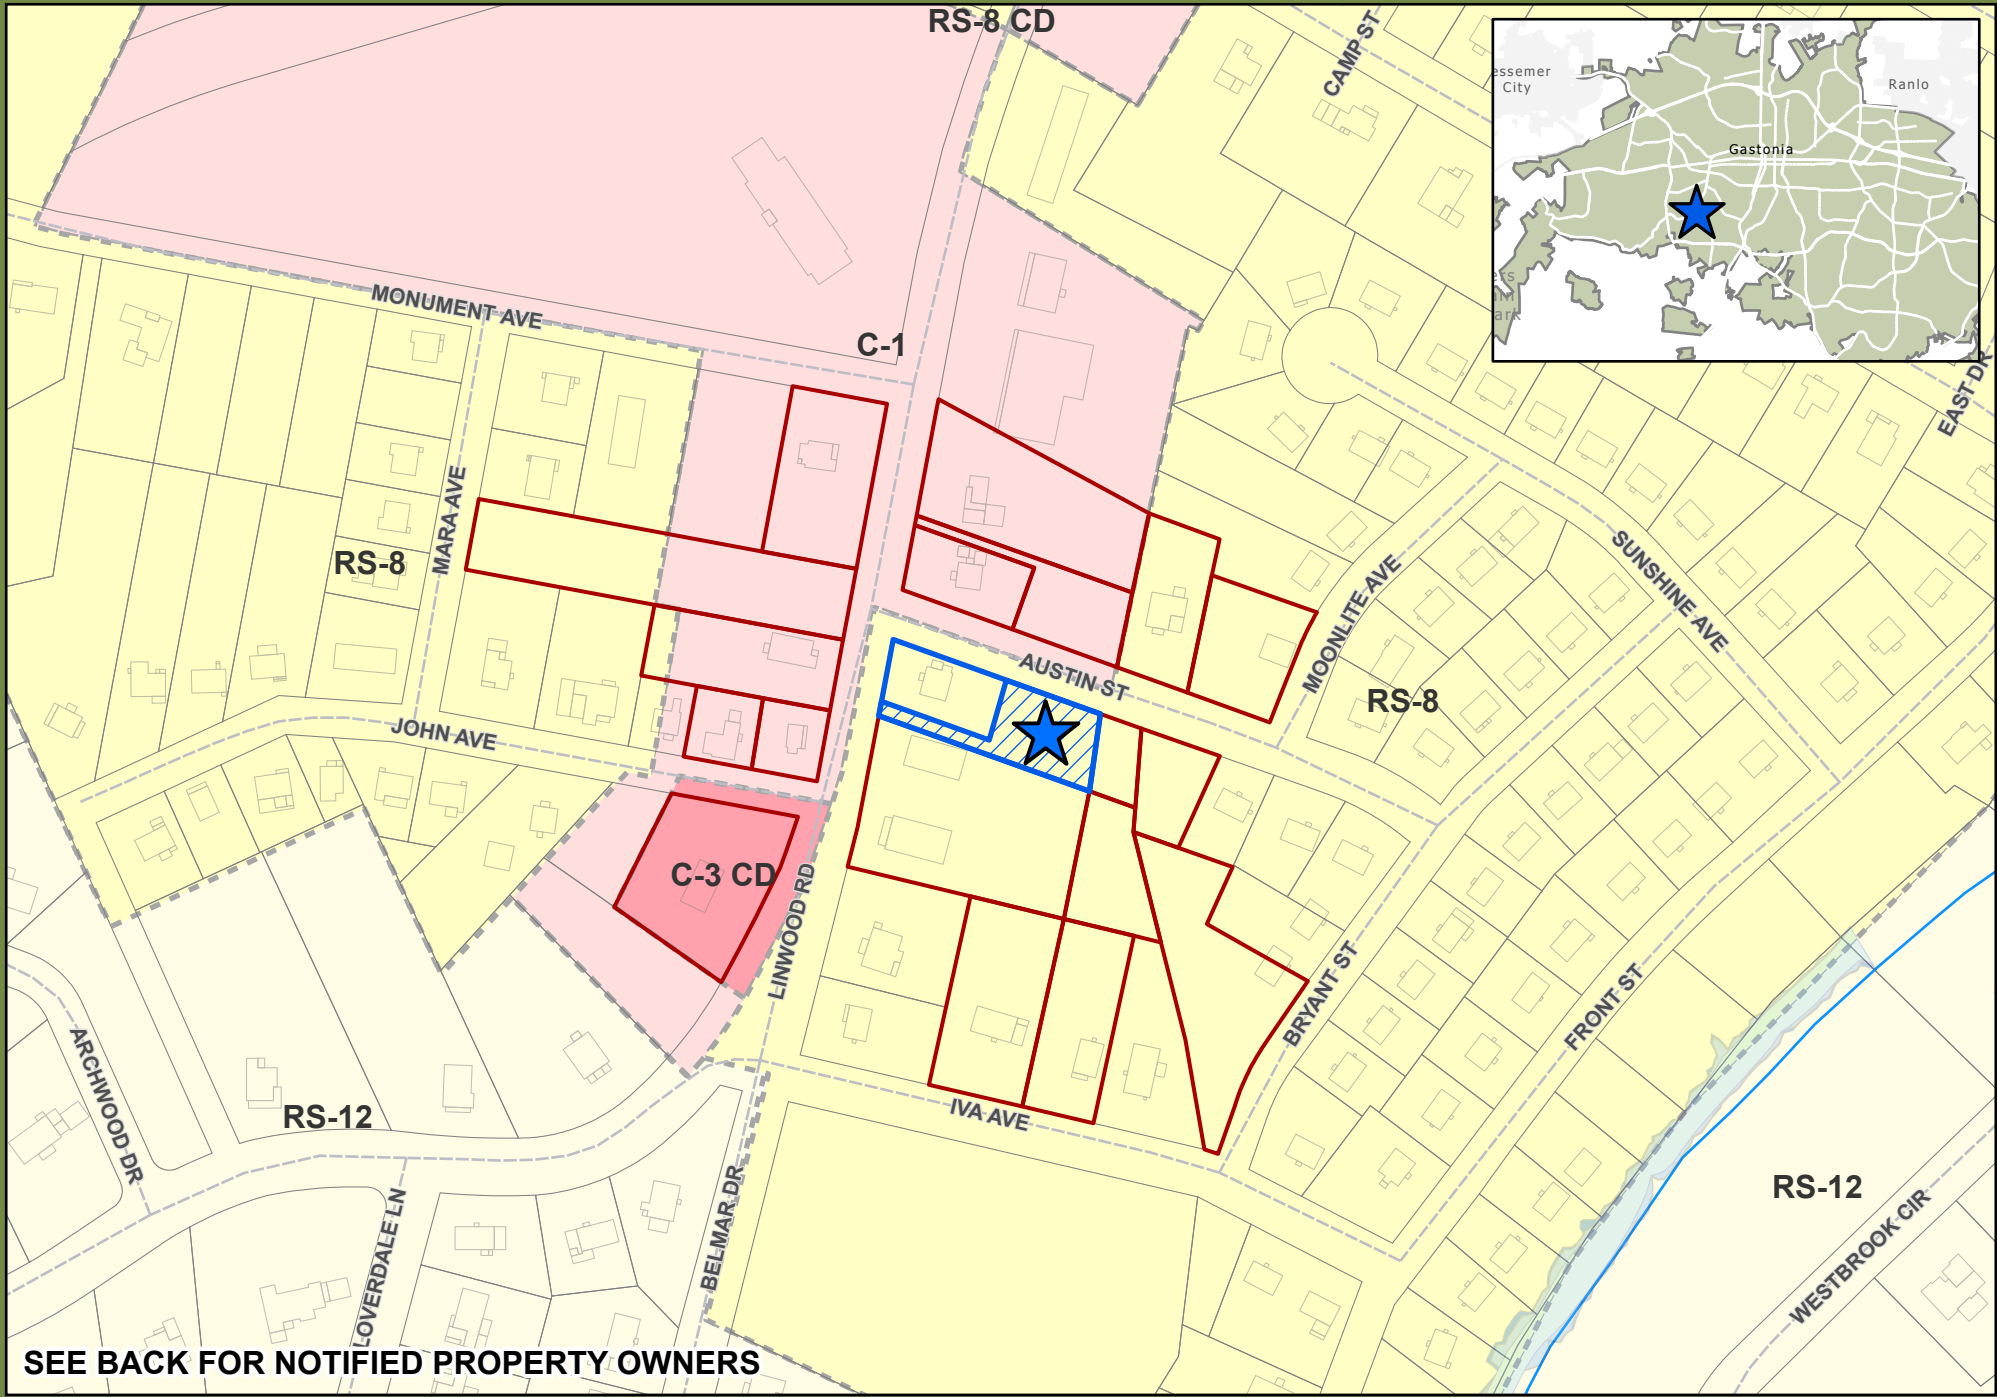 RS-8 CD
CAMP ST
essemer
City
Ranlo
Gastonia
ers
ark
EAST DR
MONUMENT AVE
C-1
MARA AVE
RS-8
SUNSHINE AVE
MOONLITE AVE
AUSTIN ST
RS-8
JOHN AVE
C-3 CD
LINWOOD RD
BRYANT ST
FRONT ST
ARCHWOOD DR
RS-12
IVA AVE
BELMAR DR
LOVERDALE LN
RS-12
WESTBROOK CIR
SEE BACK FOR NOTIFIED PROPERTY OWNERS